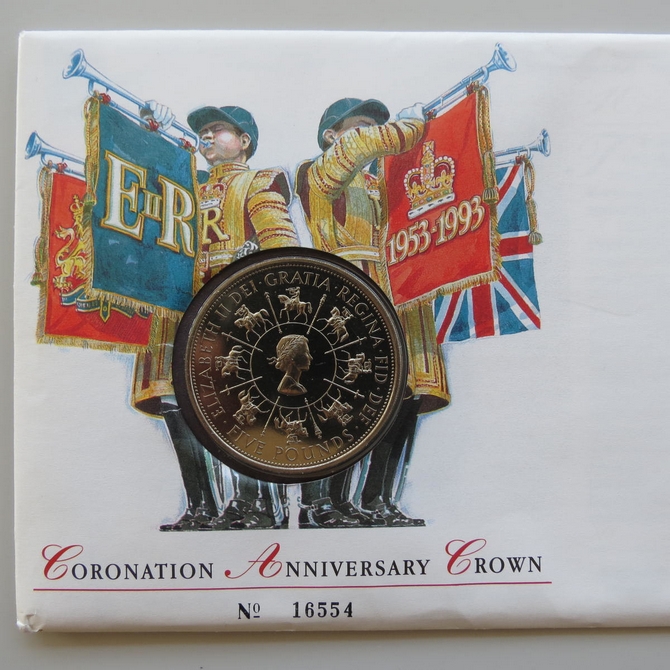 EIIR
R
1953·1993
ELIZABETH·II·DEI·GRATIA·REGINA·FID·DEF·
FIVE POUNDS
CORONATION ANNIVERSARY CROWN
Nº 16554